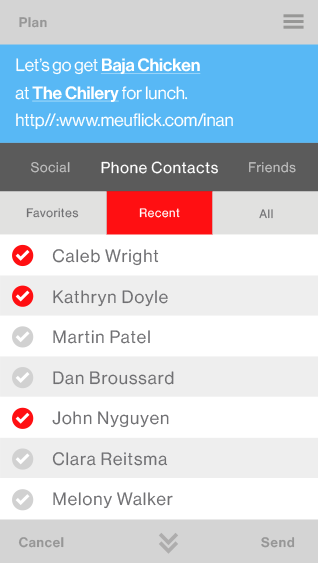 Plan
Let's go get Baja Chicken
at The Chilery for lunch.
http//:www.meuflick.com/inan
Social Phone Contacts Friends
Favorites Recent All
Caleb Wright
Kathryn Doyle
Martin Patel
Dan Broussard
John Nyguyen
Clara Reitsma
Melony Walker
Cancel Send